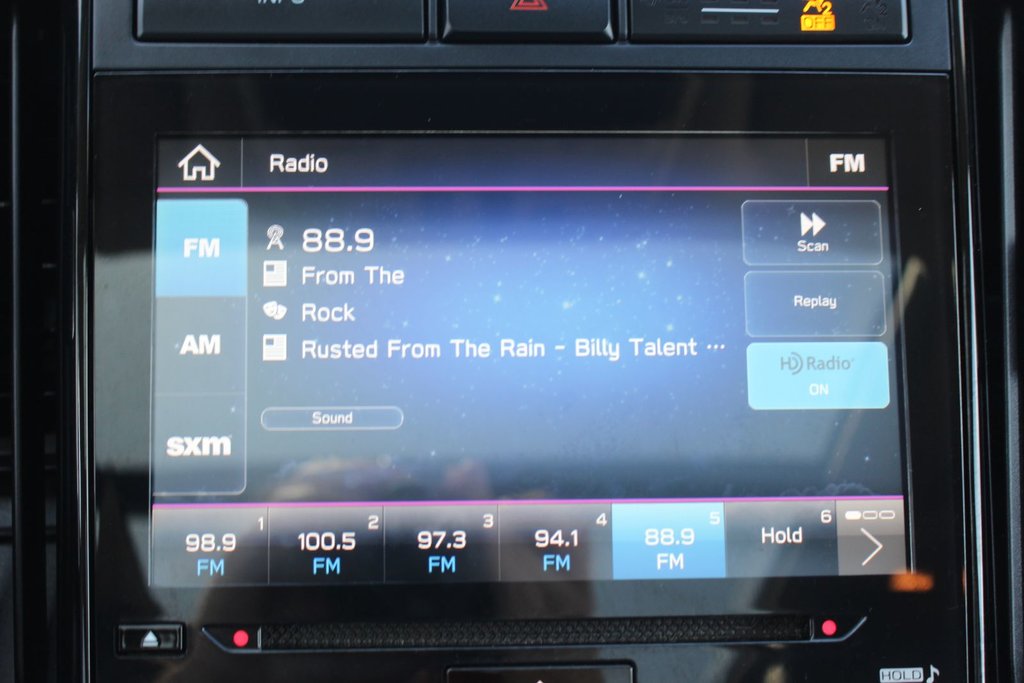 OFF
Radio
FM
FM
AM
sxm
88.9
From The
Rock
Rusted From The Rain - Billy Talent ···
Sound
Scan
Replay
HD Radio
ON
1
98.9
FM
2
100.5
FM
3
97.3
FM
4
94.1
FM
5
88.9
FM
6
Hold
HOLD